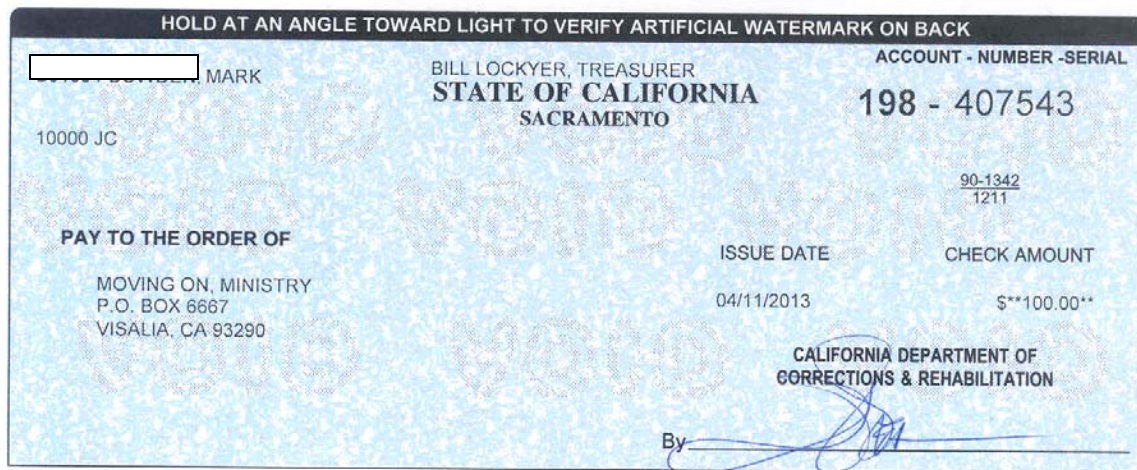 HOLD AT AN ANGLE TOWARD LIGHT TO VERIFY ARTIFICIAL WATERMARK ON BACK
MARK
10000 JC
BILL LOCKYER, TREASURER
STATE OF CALIFORNIA
SACRAMENTO
ACCOUNT - NUMBER -SERIAL
198 - 407543
90-1342
1211
PAY TO THE ORDER OF
MOVING ON, MINISTRY
P.O. BOX 6667
VISALIA, CA 93290
ISSUE DATE
04/11/2013
CHECK AMOUNT
$**100.00**
CALIFORNIA DEPARTMENT OF
CORRECTIONS & REHABILITATION
By